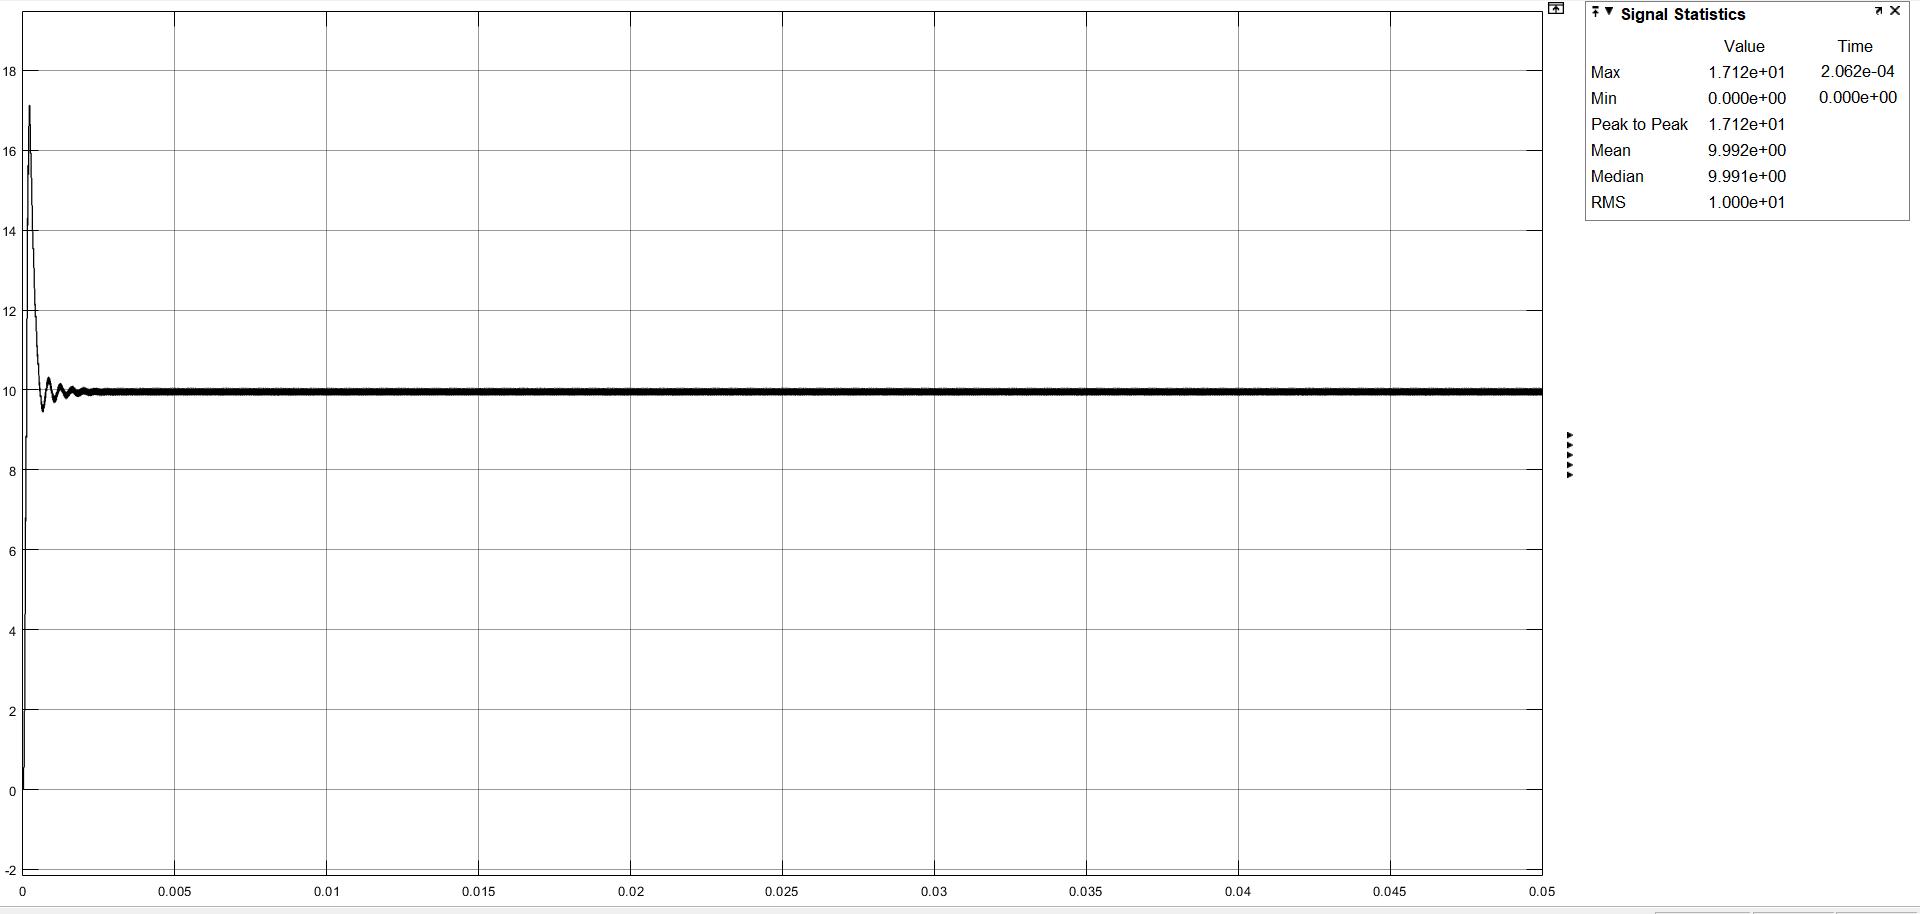 18
16
14
12
10
8
6
4
2
0
-2
0 0.005 0.01 0.015 0.02 0.025 0.03 0.035 0.04 0.045 0.05
Signal Statistics
Value Time
Max 1.712e+01 2.062e-04
Min 0.000e+00 0.000e+00
Peak to Peak 1.712e+01
Mean 9.992e+00
Median 9.991e+00
RMS 1.000e+01